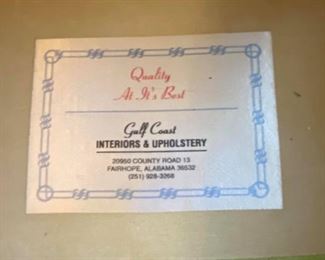 Quality
At It's Best
Gulf Coast
INTERIORS & UPHOLSTERY
20950 COUNTY ROAD 13
FAIRHOPE, ALABAMA 36532
(251) 928-3268